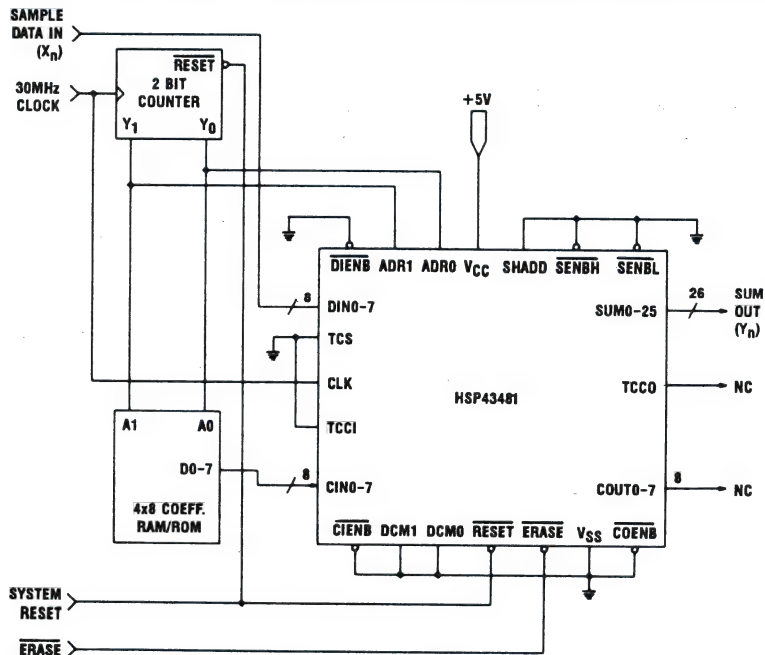 SAMPLE
DATA IN
(Xn)
30MHz
CLOCK
RESET
2 BIT
COUNTER
Y1 Y0
+5V
DIENB ADR1 ADR0 VCC SHADD SENBH SENBL
8 DIN0-7
TCS
CLK
TCCI
8 CIN0-7
HSP43481
SUM0-25
26
SUM
OUT
(Yn)
TCCO
NC
COUT0-7
8
NC
A1 A0
D0-7
4x8 COEFF.
RAM/ROM
CIENB DCM1 DCM0 RESET ERASE VSS COENB
SYSTEM
RESET
ERASE